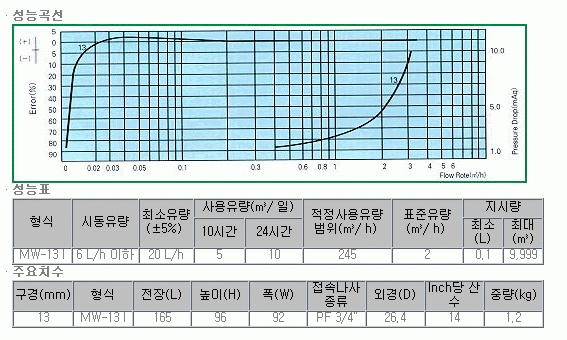 성능곡선
(+)
(−)
5
0
5
10
20
30
40
50
60
70
80
90
Error(%)
13
13
10.0
5.0
1.0
Pressure Drop(mAq)
0 0.02 0.03 0.05 0.1 0.3 0.6 0.8 1 2 3 4 5 6
Flow Rote(㎥/h)
성능표
형식 시동유량 최소유량 (±5%) 사용유량(㎥/ 일) 적정사용유량 범위(㎥/ h) 표준유량 (㎥/ h) 지시량
10시간 24시간 최소 (L) 최대 (㎥)
MW-13Ⅰ 6 L/h 이하 20 L/h 5 10 245 2 0,1 9,999
주요치수
구경(mm) 형식 전장(L) 높이(H) 폭(W) 접속나사 종류 외경(D) Inch당 산 수 중량(kg)
13 MW-13Ⅰ 165 96 92 PF 3/4" 26,4 14 1,2